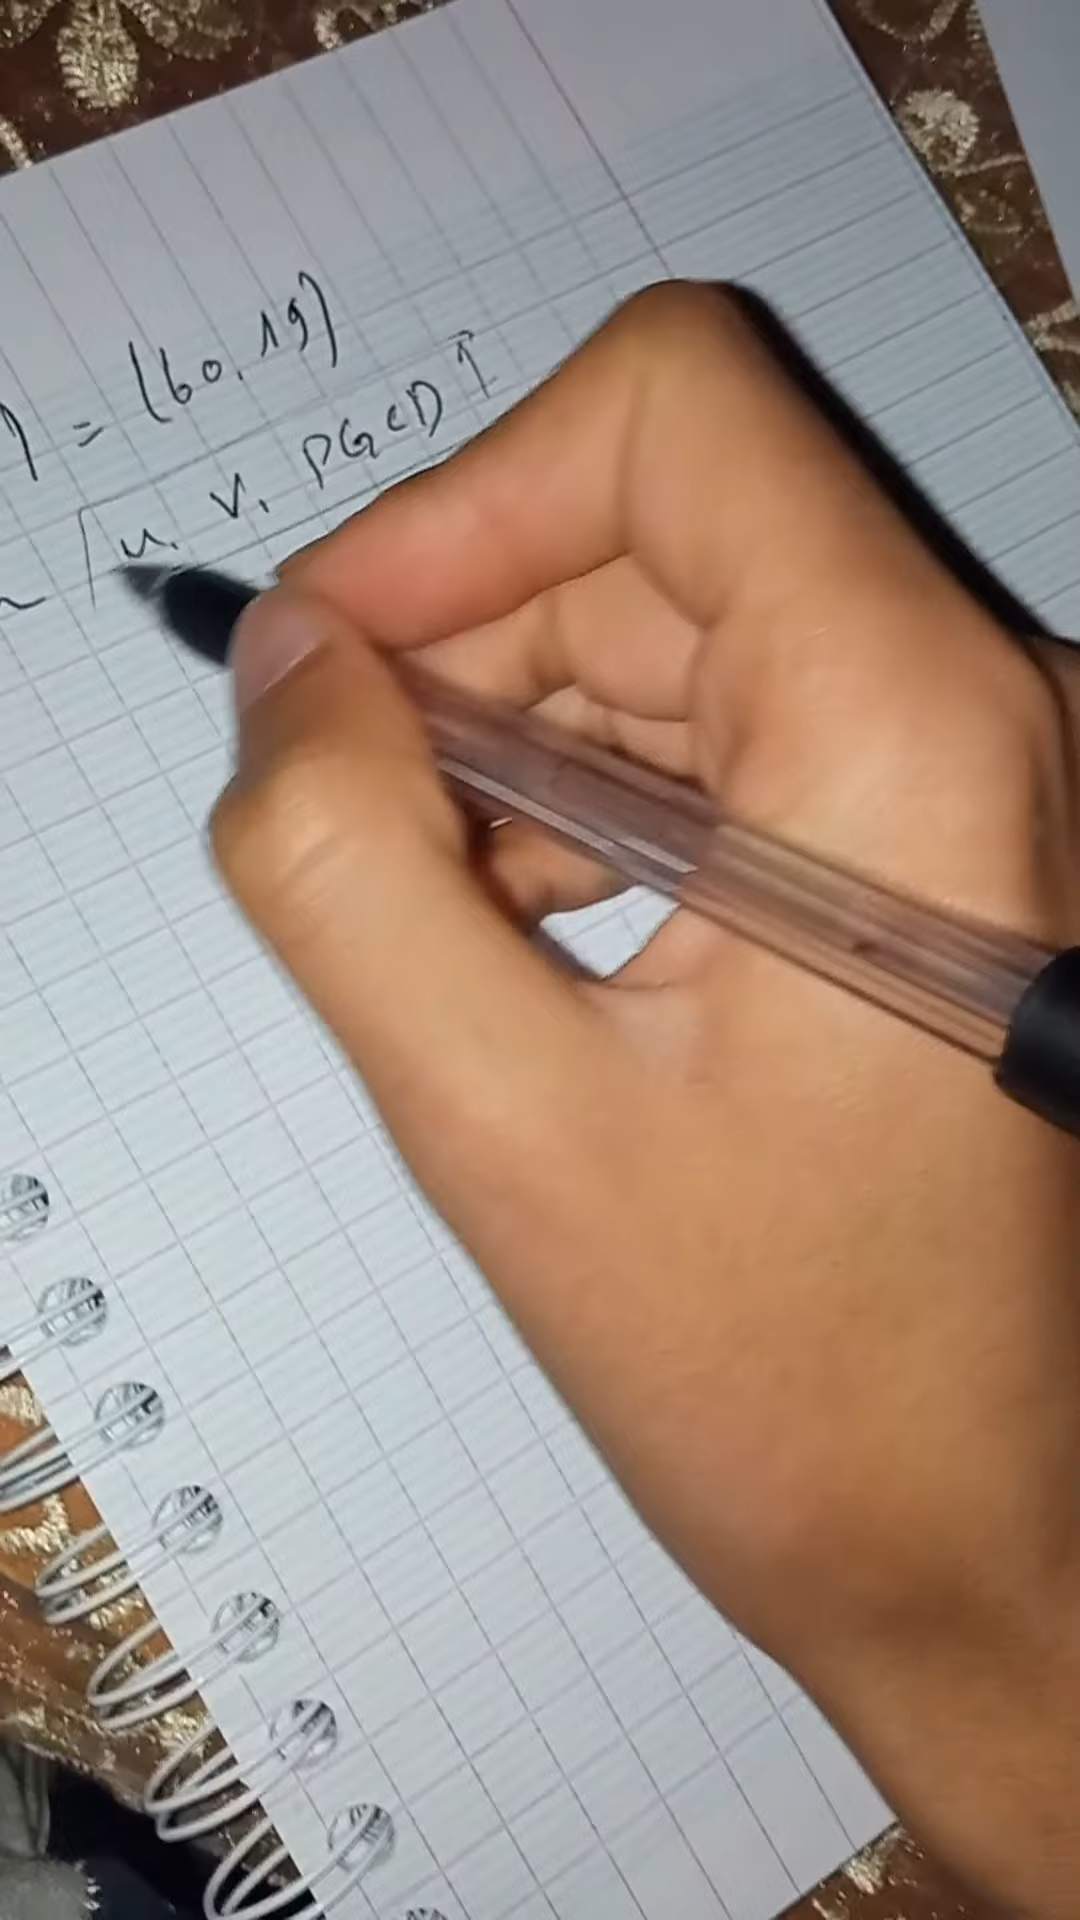 ) = (60, 19)
[u, v, PGCD]